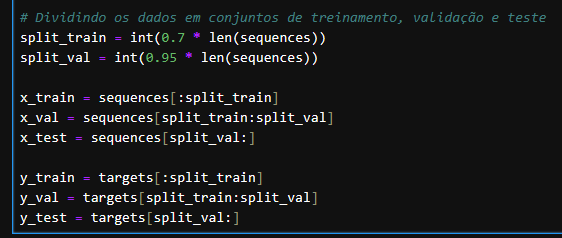 # Dividindo os dados em conjuntos de treinamento, validação e teste
split_train = int(0.7 * len(sequences))
split_val = int(0.95 * len(sequences))
x_train = sequences[:split_train]
x_val = sequences[split_train:split_val]
x_test = sequences[split_val:]
y_train = targets[:split_train]
y_val = targets[split_train:split_val]
y_test = targets[split_val:]